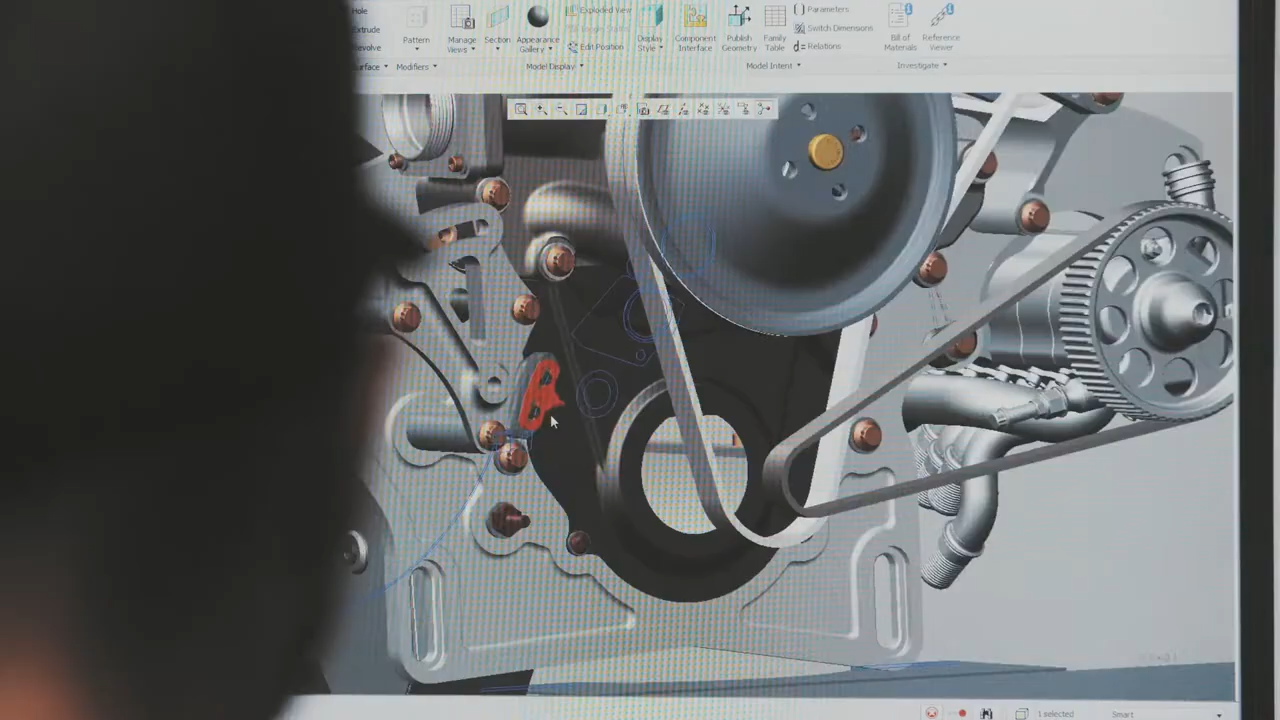 Hole
Extrude
Revolve
Surface
Pattern
Modifiers
Manage Views
Section
Appearance Gallery
Exploded View
Edit Position
Display Style
Model Display
Component Interface
Publish Geometry
Family Table
Parameters
Switch Dimensions
d= Relations
Model Intent
Bill of Materials
Reference Viewer
Investigate
1 selected
Smart